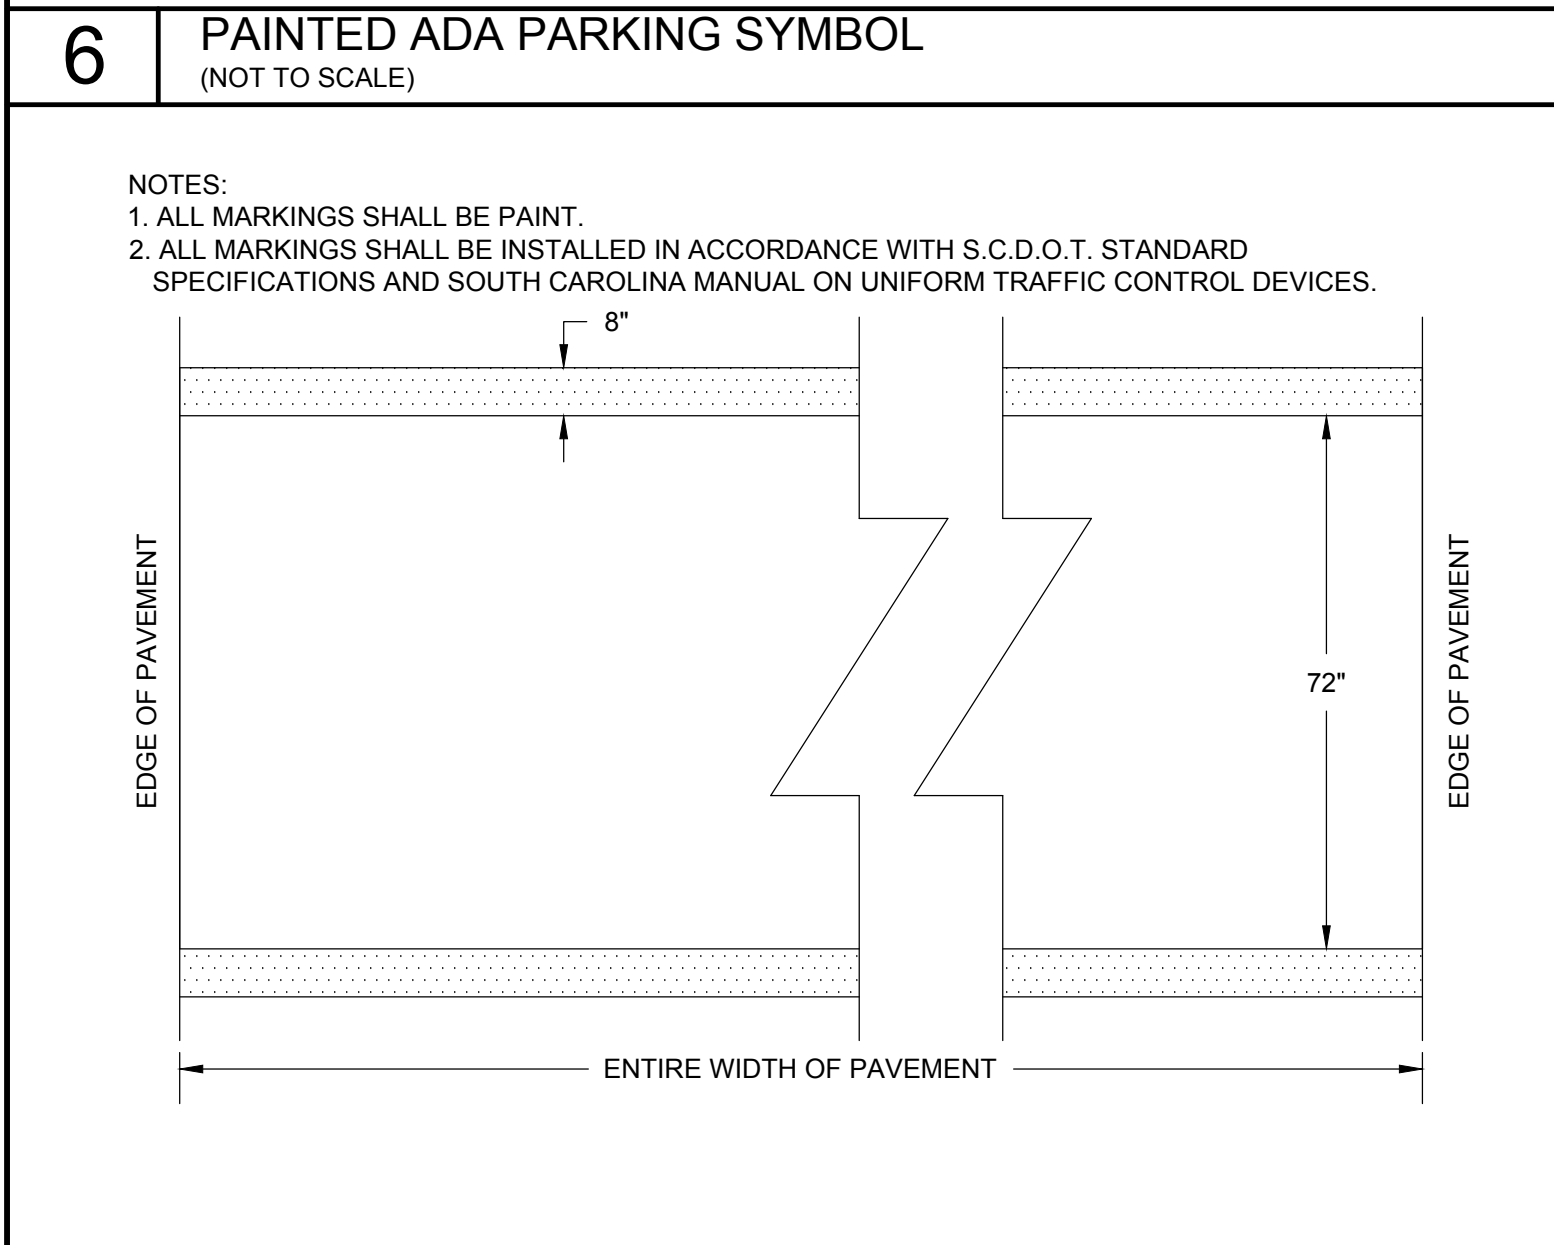 6
PAINTED ADA PARKING SYMBOL
(NOT TO SCALE)
NOTES:
1. ALL MARKINGS SHALL BE PAINT.
2. ALL MARKINGS SHALL BE INSTALLED IN ACCORDANCE WITH S.C.D.O.T. STANDARD
SPECIFICATIONS AND SOUTH CAROLINA MANUAL ON UNIFORM TRAFFIC CONTROL DEVICES.
8"
EDGE OF PAVEMENT
72"
EDGE OF PAVEMENT
ENTIRE WIDTH OF PAVEMENT